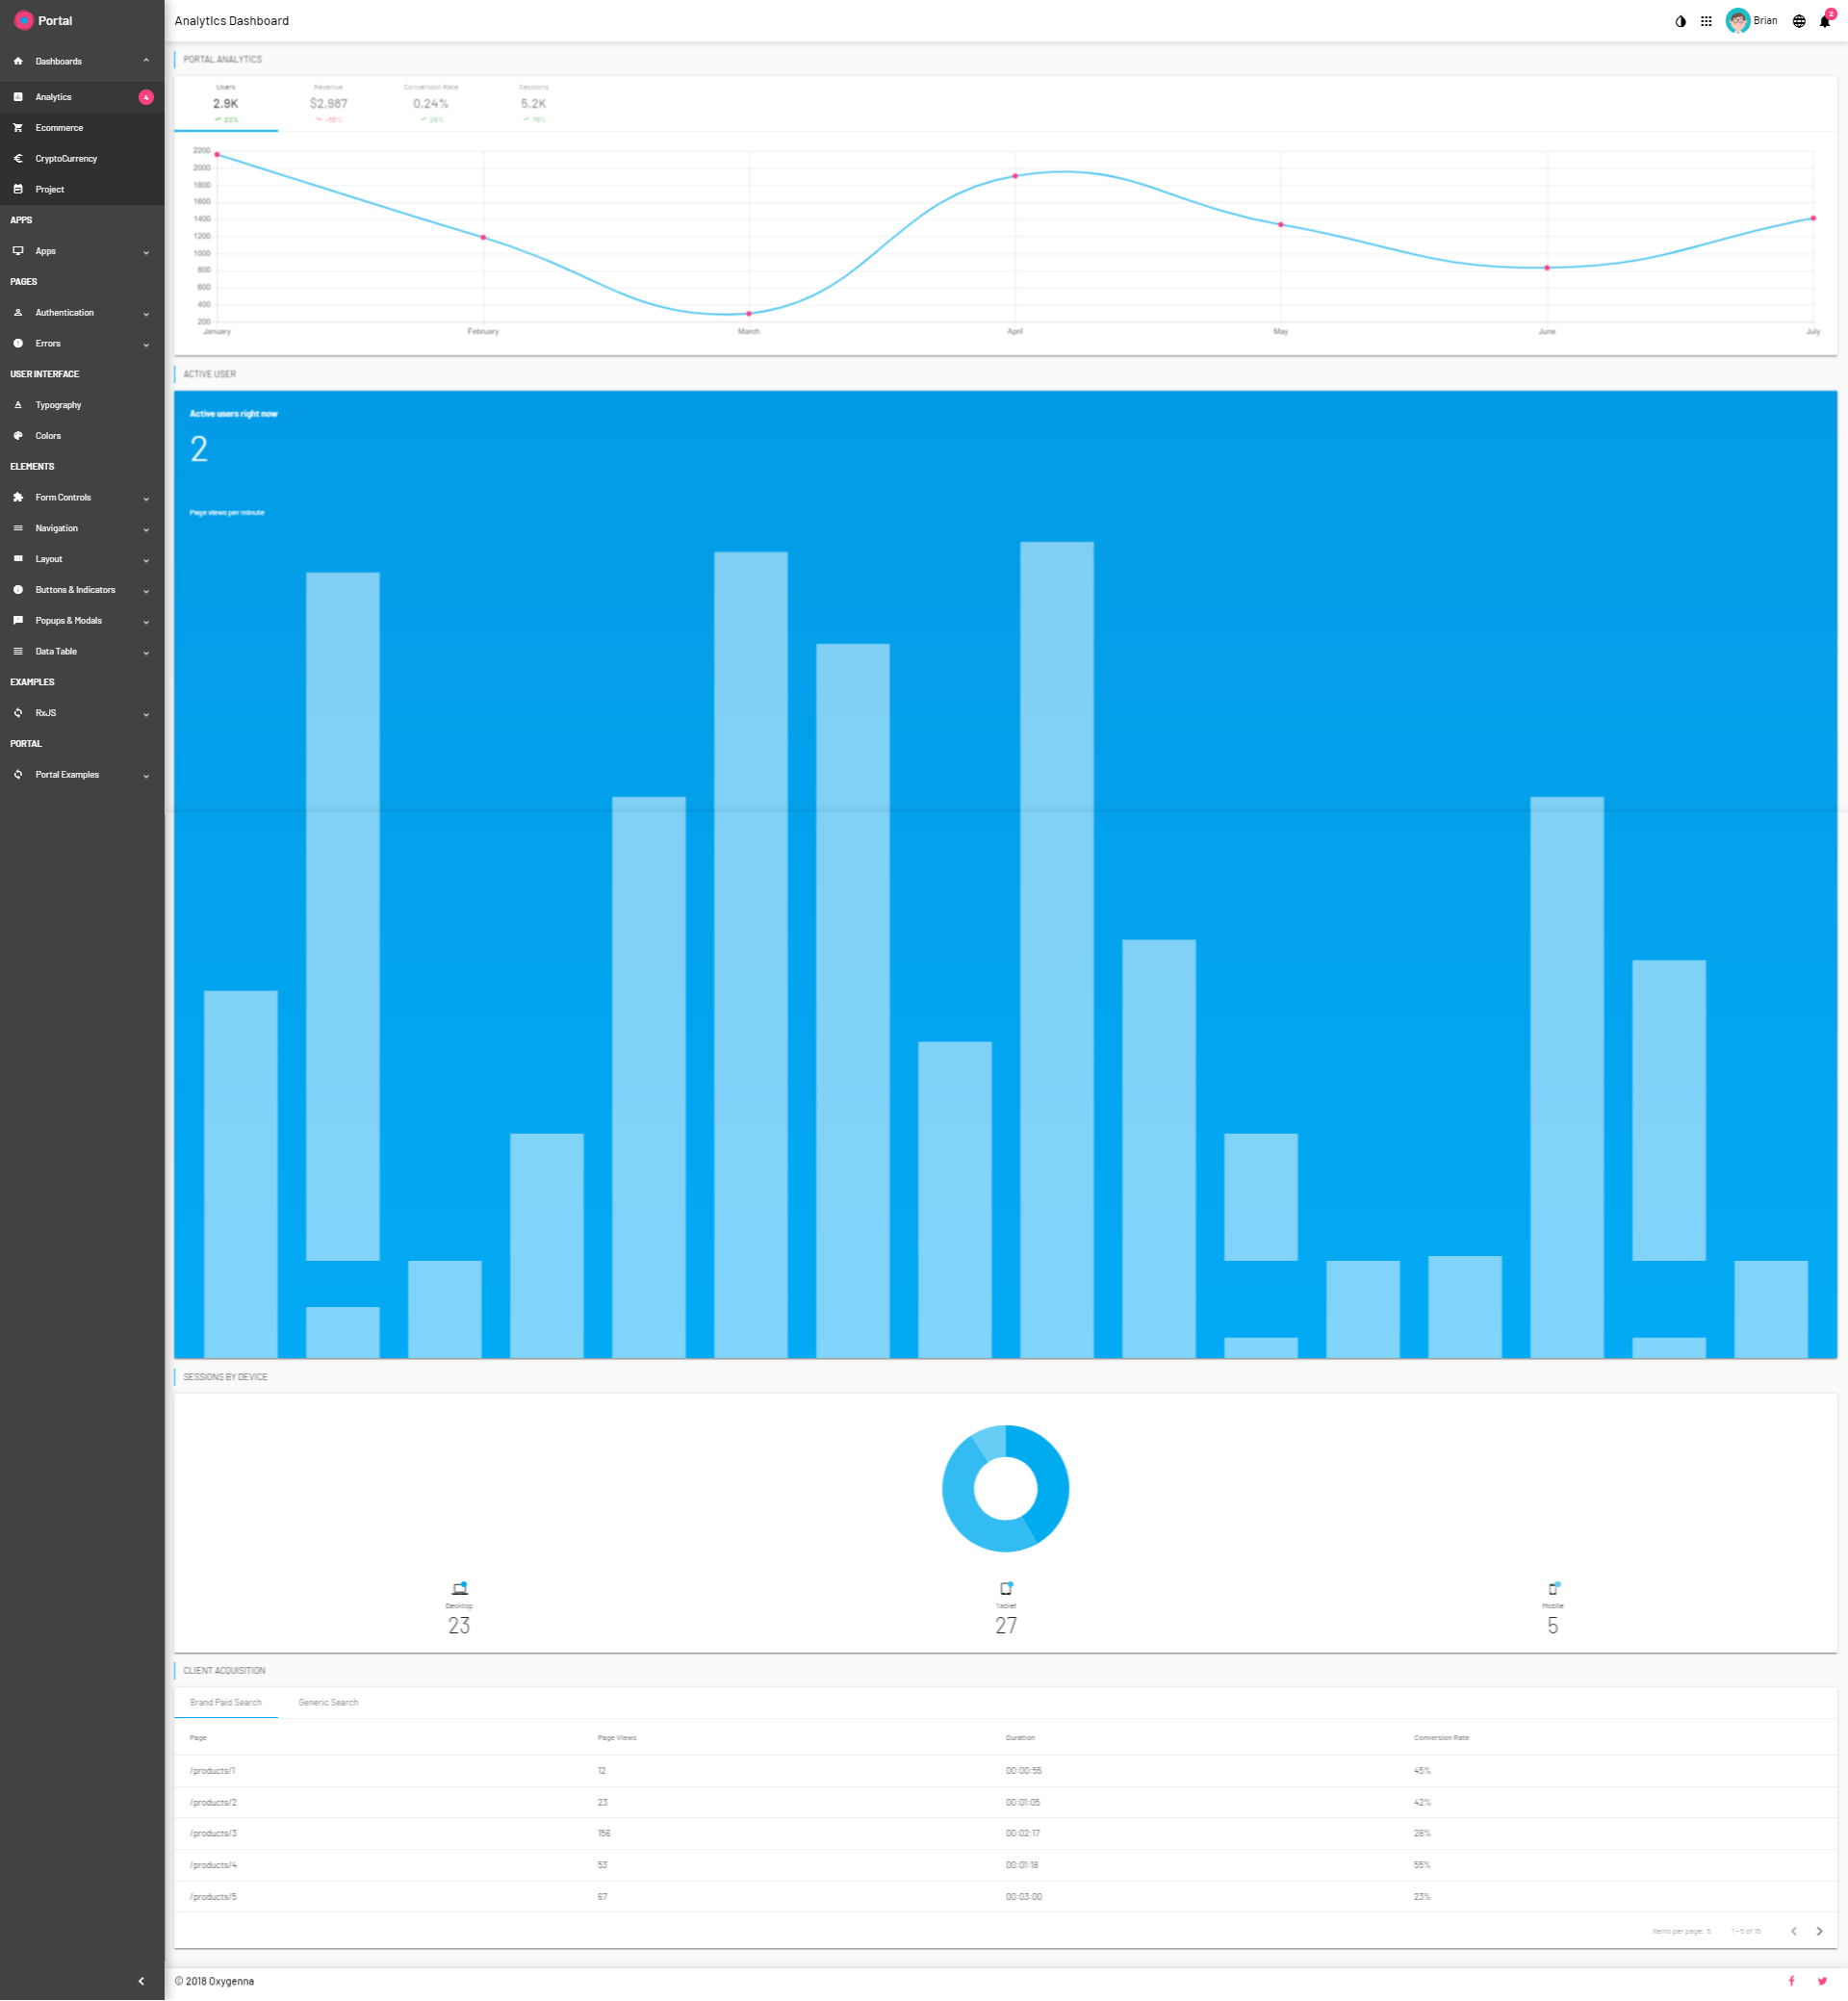 Portal
Analytics Dashboard
Brian
2
Dashboards
Analytics
4
Ecommerce
CryptoCurrency
Project
APPS
Apps
PAGES
Authentication
Errors
USER INTERFACE
Typography
Colors
ELEMENTS
Form Controls
Navigation
Layout
Buttons & Indicators
Popups & Modals
Data Table
EXAMPLES
RxJS
PORTAL
Portal Examples
PORTAL ANALYTICS
Users
2.9K
23%
Revenue
$2,987
Conversion Rate
0.24%
Sessions
5.2K
2200
2000
1800
1600
1400
1200
1000
800
600
400
200
January February March April May June July
ACTIVE USER
Active users right now
2
Page views per minute
SESSIONS BY DEVICE
Desktop
23
Tablet
27
Mobile
5
CLIENT ACQUISITION
Brand Paid Search Generic Search
Page Page Views Duration Conversion Rate
/products/1 12 00:00:55 45%
/products/2 23 00:01:05 42%
/products/3 156 00:02:17 28%
/products/4 53 00:01:18 55%
/products/5 67 00:03:00 23%
Items per page: 5 1 - 5 of 15
© 2018 Oxygenna